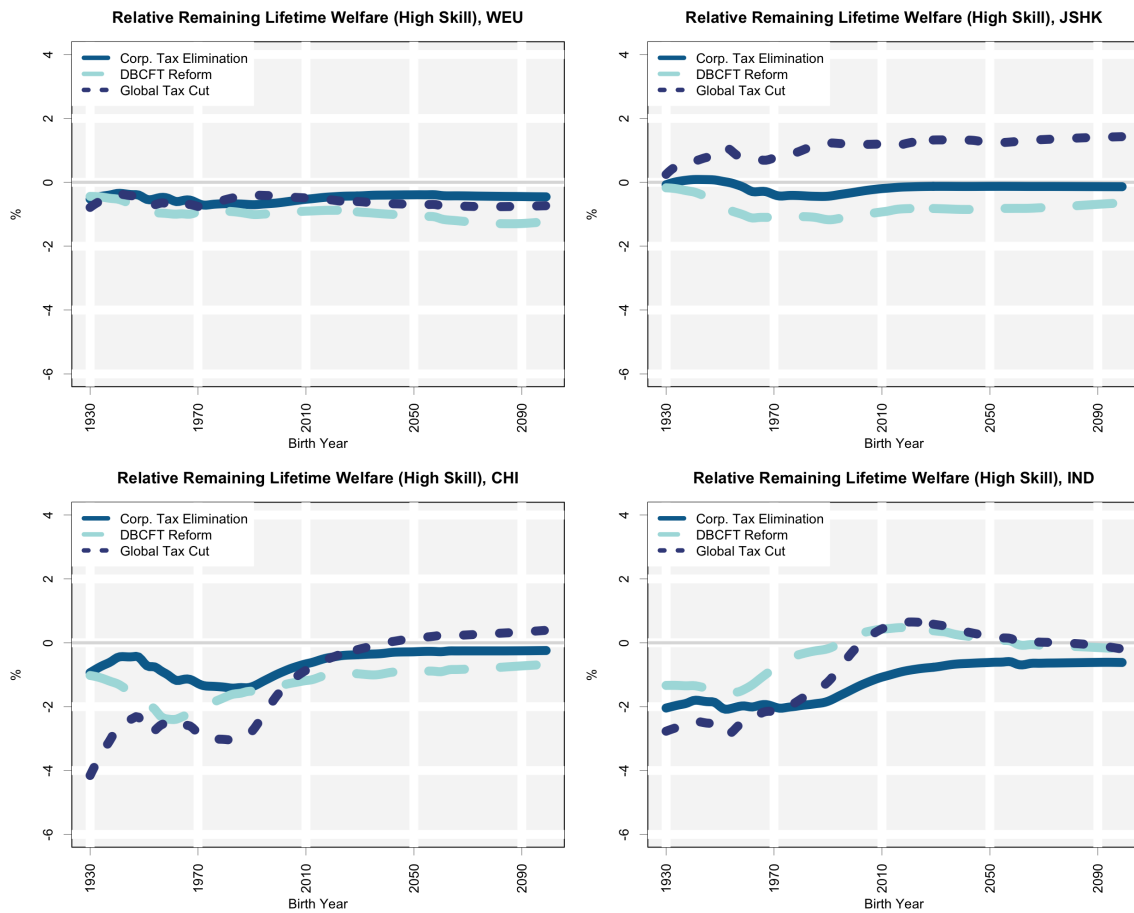 Relative Remaining Lifetime Welfare (High Skill), WEU
4
2
0
-2
-4
-6
%
Corp. Tax Elimination
DBCFT Reform
Global Tax Cut
1930
1970
2010
2050
2090
Birth Year
Relative Remaining Lifetime Welfare (High Skill), JSHK
4
2
0
-2
-4
-6
%
Corp. Tax Elimination
DBCFT Reform
Global Tax Cut
1930
1970
2010
2050
2090
Birth Year
Relative Remaining Lifetime Welfare (High Skill), CHI
4
2
0
-2
-4
-6
%
Corp. Tax Elimination
DBCFT Reform
Global Tax Cut
1930
1970
2010
2050
2090
Birth Year
Relative Remaining Lifetime Welfare (High Skill), IND
4
2
0
-2
-4
-6
%
Corp. Tax Elimination
DBCFT Reform
Global Tax Cut
1930
1970
2010
2050
2090
Birth Year